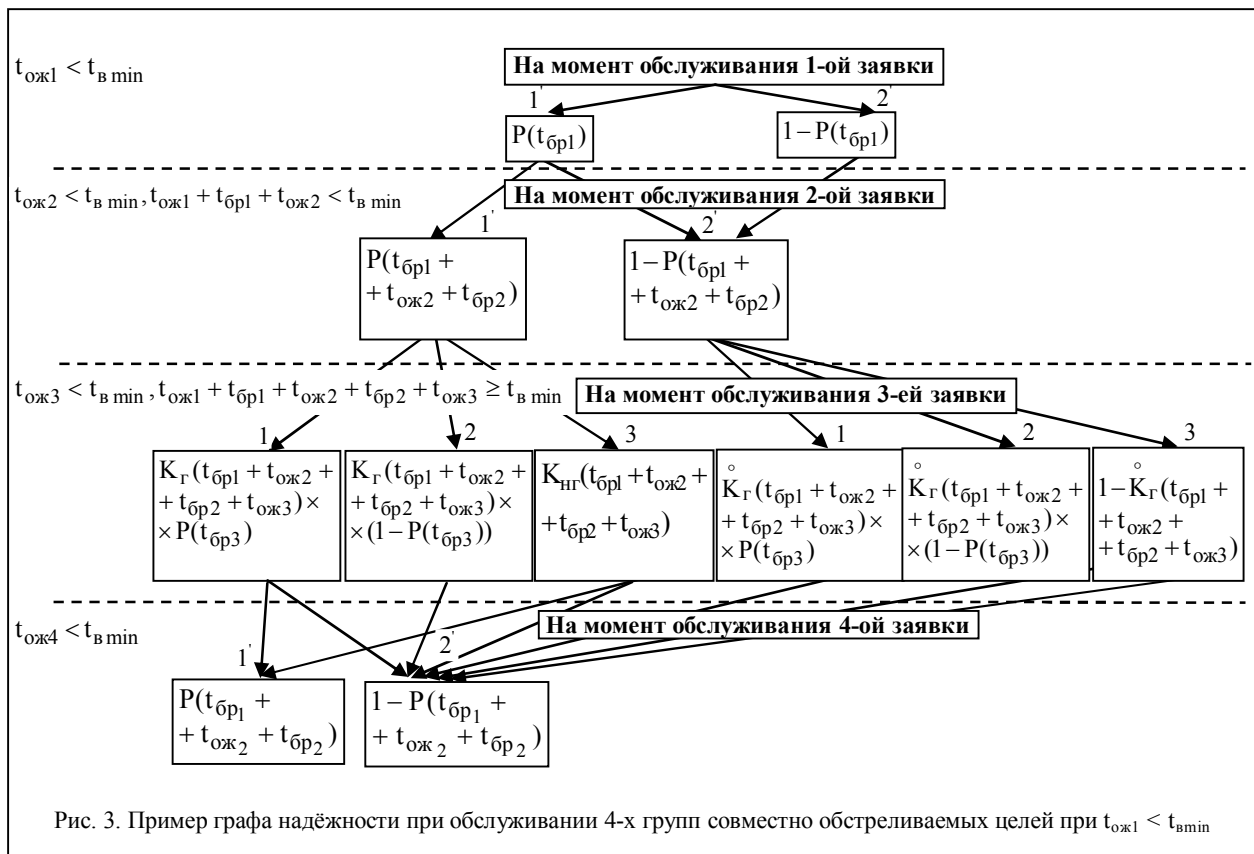 t_ож1 < t_в min
На момент обслуживания 1-ой заявки
1'
2'
P(t_бр1)
1−P(t_бр1)
t_ож2 < t_в min, t_ож1 + t_бр1 + t_ож2 < t_в min
На момент обслуживания 2-ой заявки
1'
2'
P(t_бр1 +
+ t_ож2 + t_бр2)
1−P(t_бр1 +
+ t_ож2 + t_бр2)
t_ож3 < t_в min, t_ож1 + t_бр1 + t_ож2 + t_бр2 + t_ож3 ≥ t_в min
На момент обслуживания 3-ей заявки
1
2
3
1
2
3
K_г(t_бр1 + t_ож2 +
+ t_бр2 + t_ож3)×
×P(t_бр3)
K_г(t_бр1 + t_ож2 +
+ t_бр2 + t_ож3)×
×(1−P(t_бр3))
K_нг(t_бр1 + t_ож2 +
+ t_бр2 + t_ож3)
K̊_г(t_бр1 + t_ож2 +
+ t_бр2 + t_ож3)×
×P(t_бр3)
K̊_г(t_бр1 + t_ож2 +
+ t_бр2 + t_ож3)×
×(1−P(t_бр3))
1−K̊_г(t_бр1 +
+ t_ож2 +
+ t_бр2 + t_ож3)
t_ож4 < t_в min
На момент обслуживания 4-ой заявки
1'
2'
P(t_бр1 +
+ t_ож2 + t_бр2)
1−P(t_бр1 +
+ t_ож2 + t_бр2)
Рис. 3. Пример графа надёжности при обслуживании 4-х групп совместно обстреливаемых целей при t_ож1 < t_вmin